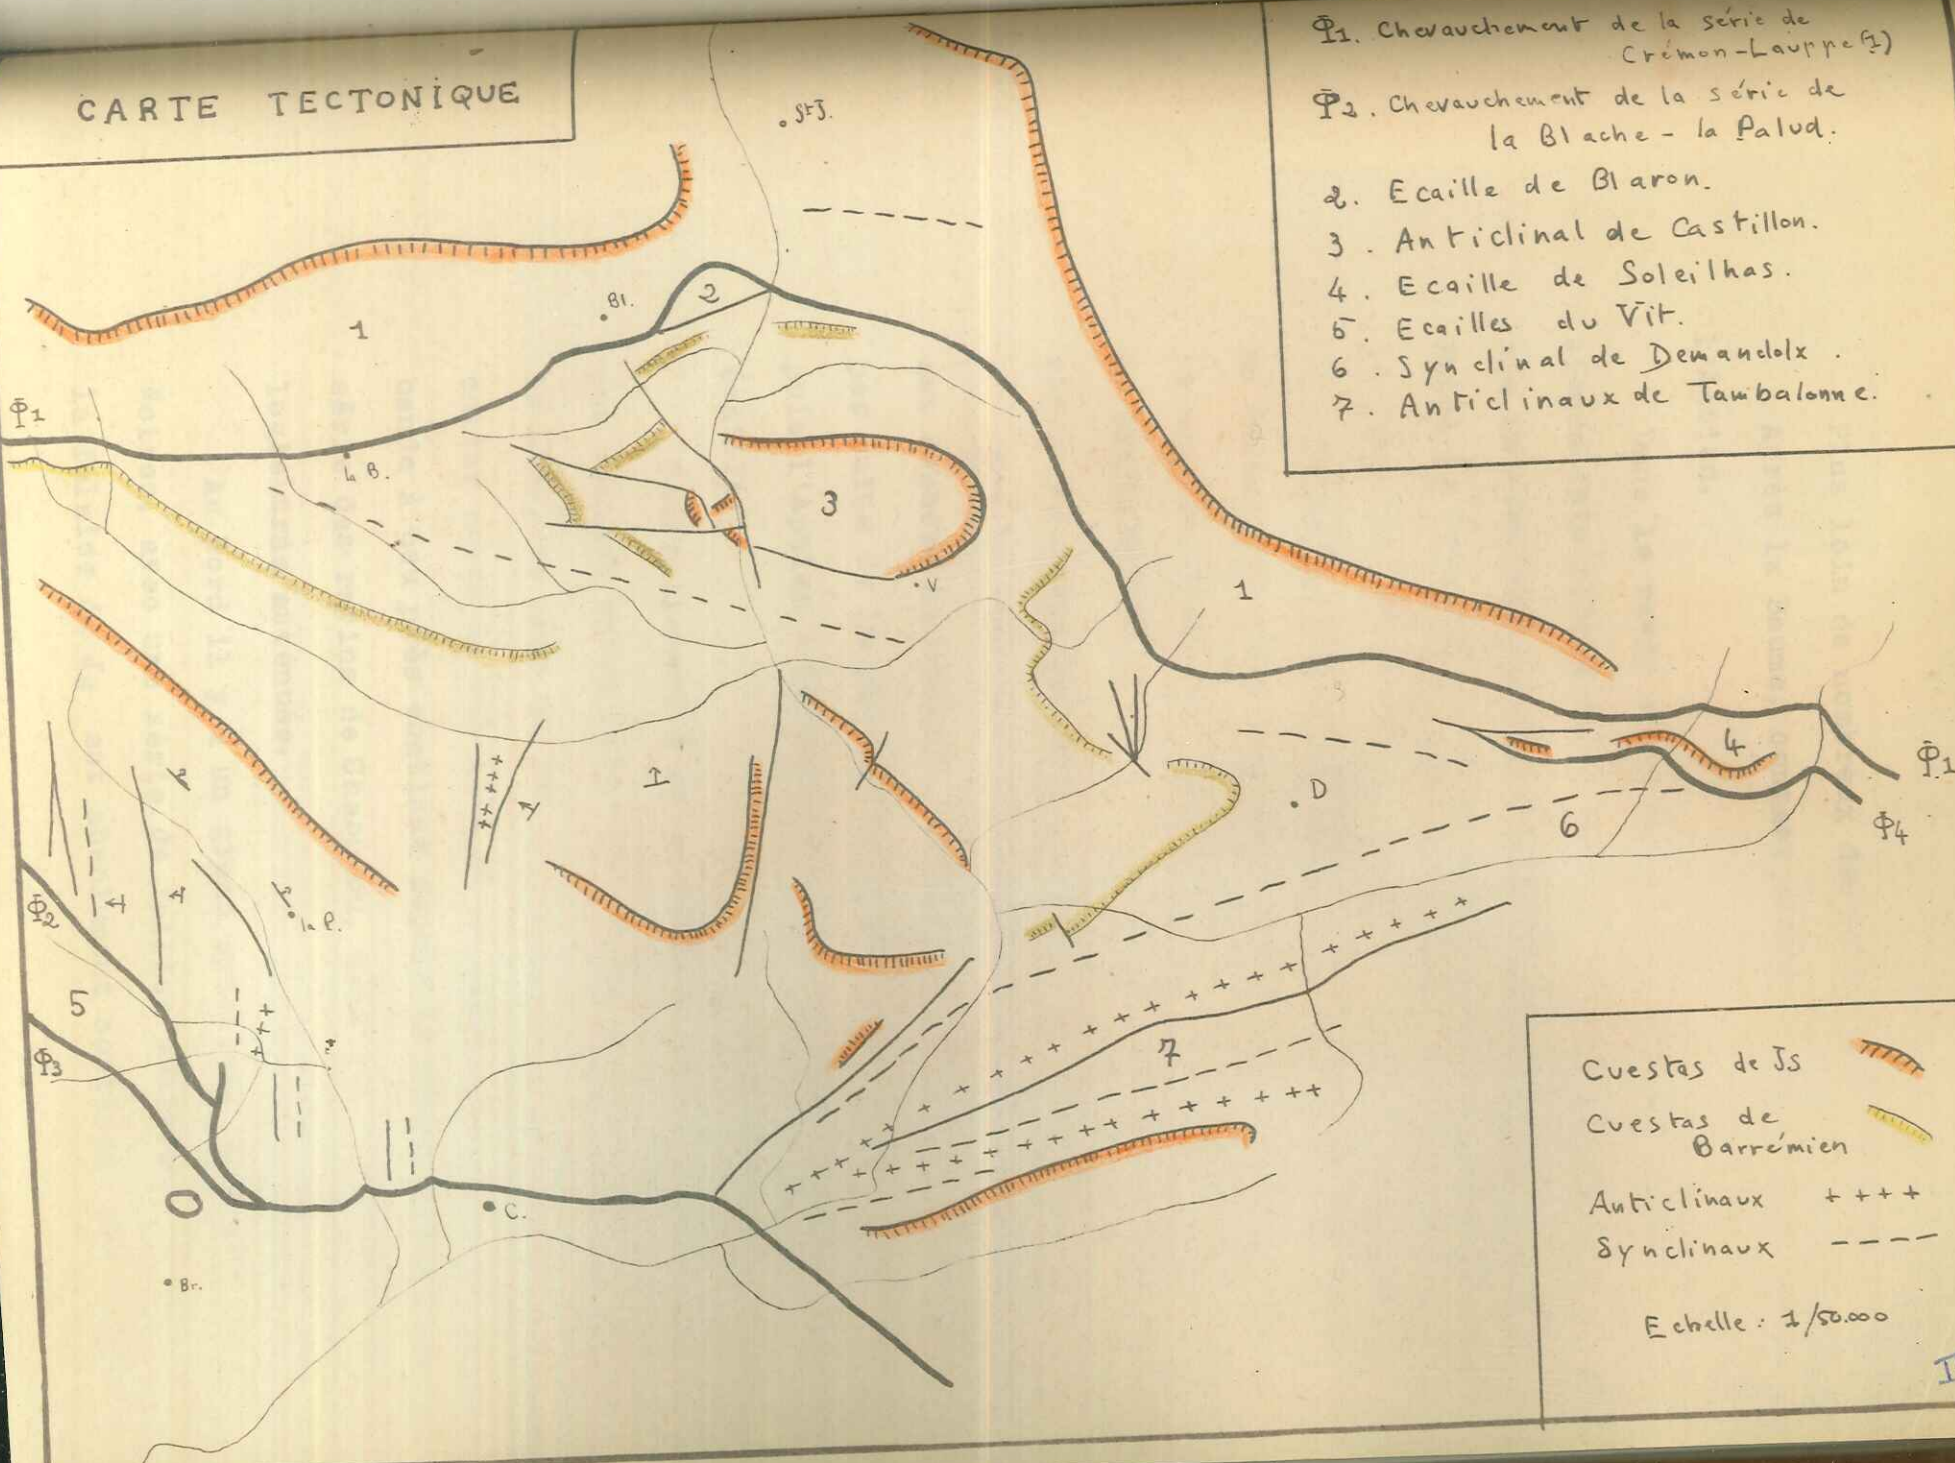 CARTE TECTONIQUE
Φ1. Chevauchement de la série de
Crémon-Lauppe (1)
Φ2. Chevauchement de la série de
la Blache - la Palud.
2. Ecaille de Blaron.
3. Anticlinal de Castillon.
4. Ecaille de Soleilhas.
5. Ecailles du Vit.
6. Synclinal de Demandolx.
7. Anticlinaux de Tambalonne.
St J.
Bl.
2
1
Φ1
L B.
3
V
1
4
Φ1
Φ4
D
6
Φ2
la P.
5
Φ3
7
C.
Br.
Cuestas de Js
Cuestas de
Barrémien
Anticlinaux
Synclinaux
Echelle: 1/50.000
I